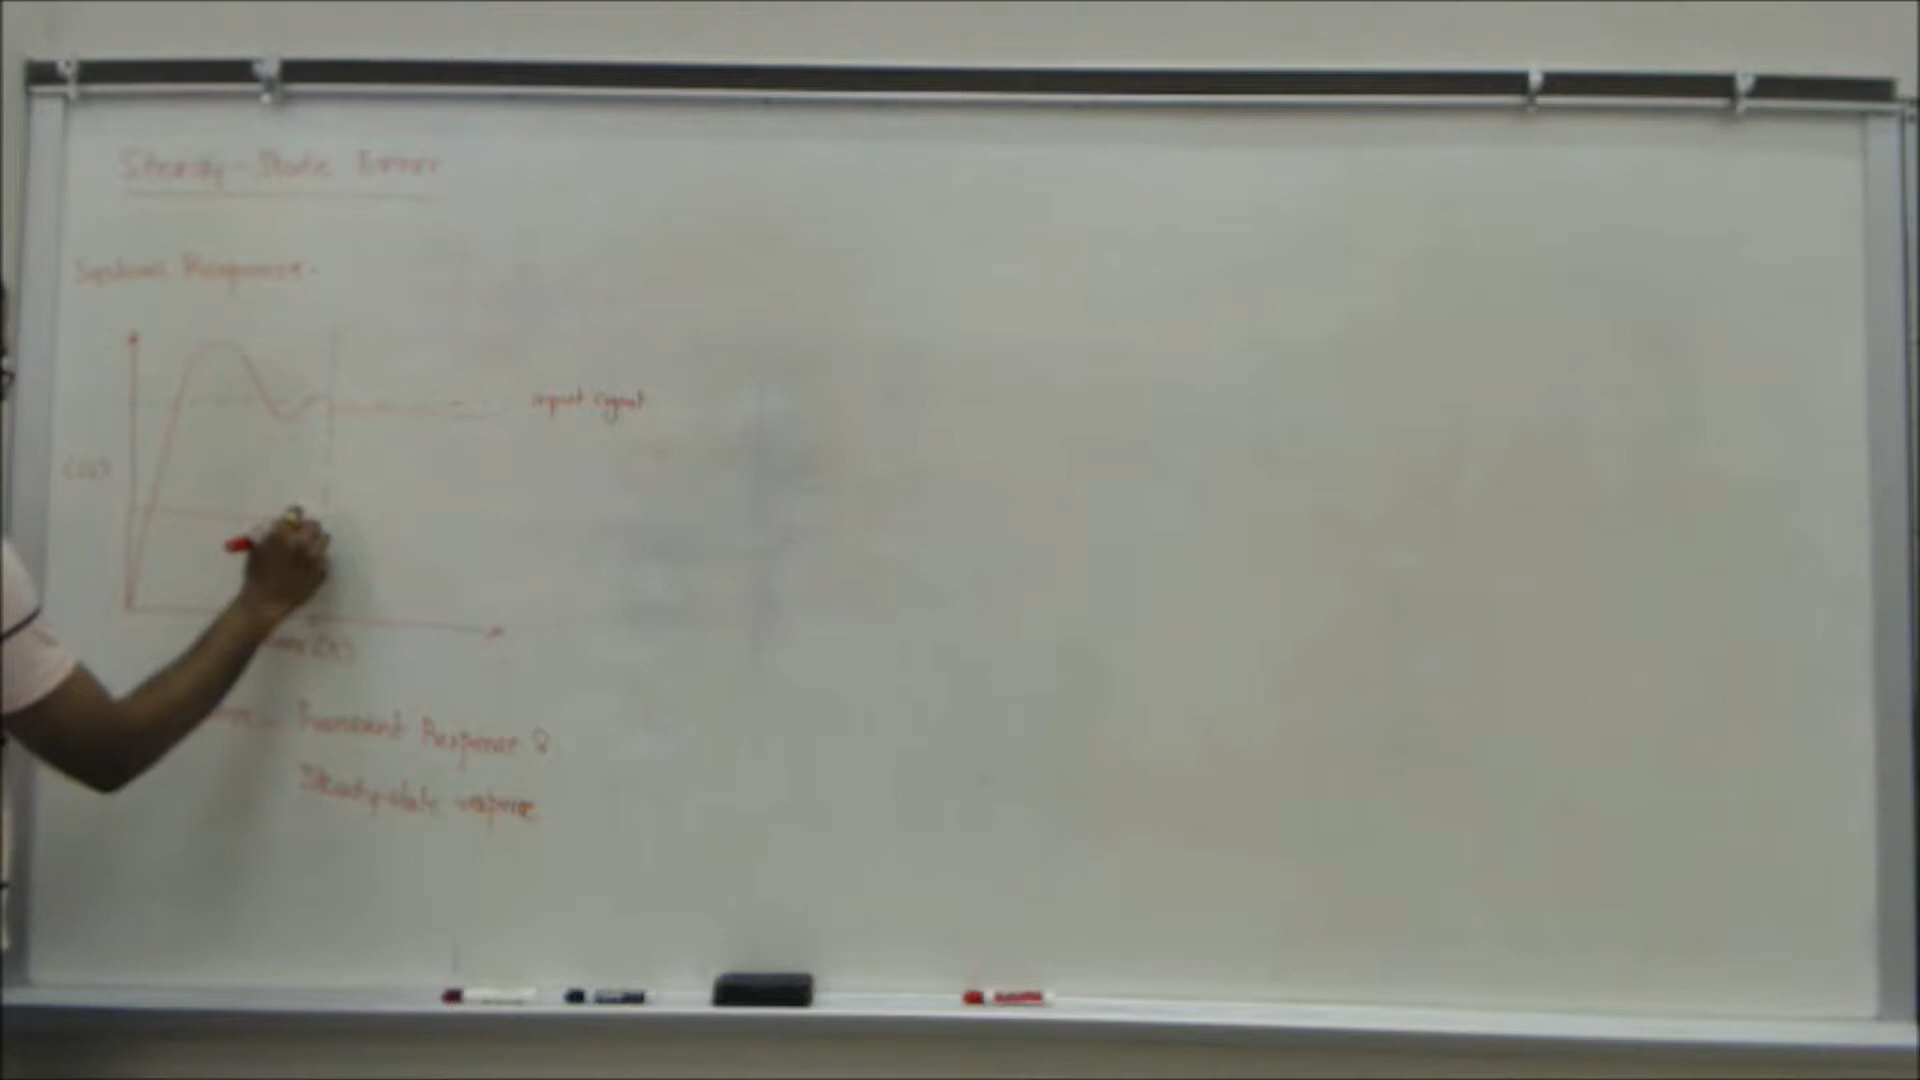 Steady-State Error
System Response-
input signal
C(t)
Transient Response &
Steady-state response